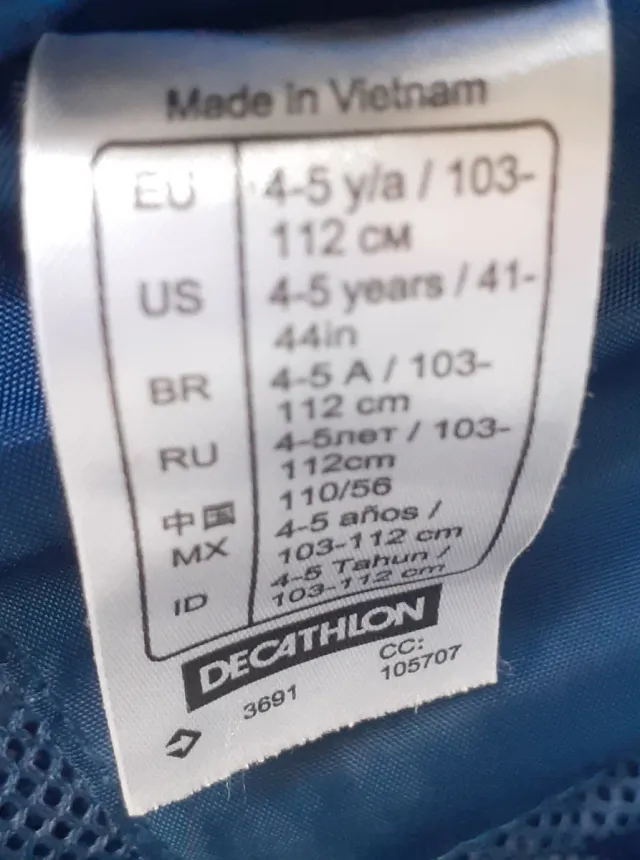 Made in Vietnam
EU 4-5 y/a / 103-
112 см
US 4-5 years / 41-
44in
BR 4-5 A / 103-
112 cm
RU 4-5лет / 103-
112cm
中国 110/56
MX 4-5 años /
103-112 cm
ID 4-5 Tahun /
103-112 cm
DECATHLON
3691 CC:
105707